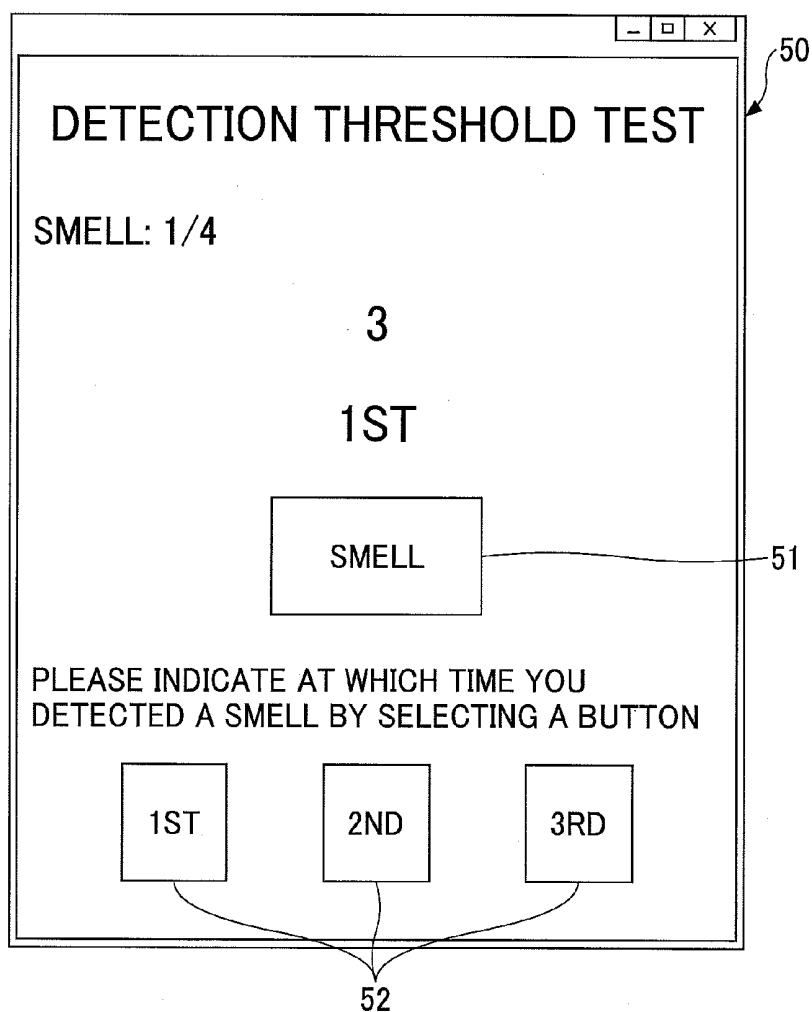 50
DETECTION THRESHOLD TEST
SMELL: 1/4
3
1ST
SMELL
51
PLEASE INDICATE AT WHICH TIME YOU
DETECTED A SMELL BY SELECTING A BUTTON
1ST 2ND 3RD
52